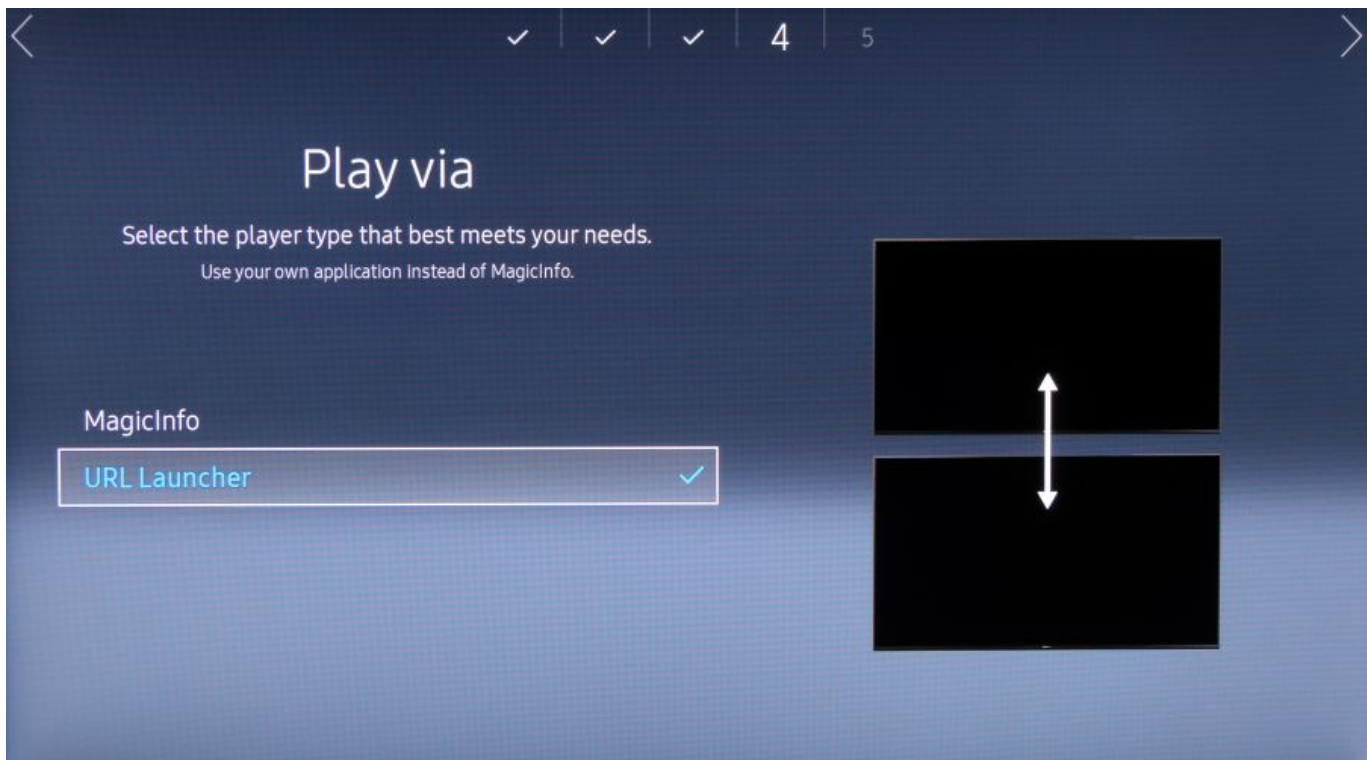 4
5
Play via
Select the player type that best meets your needs.
Use your own application instead of MagicInfo.
MagicInfo
URL Launcher